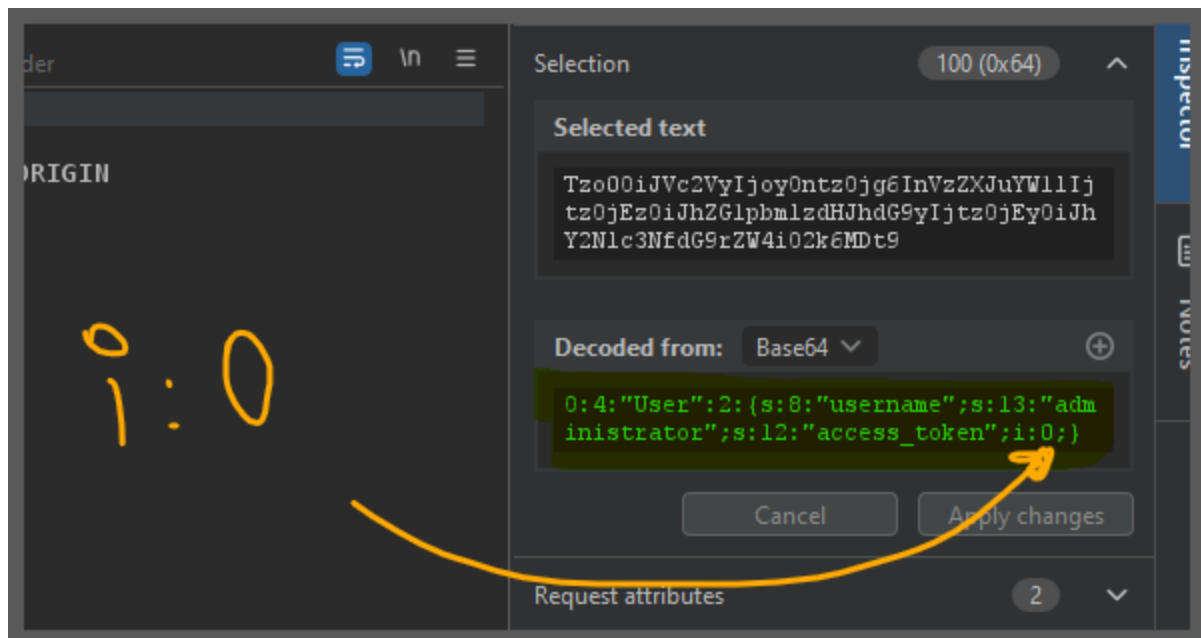 der
\n
ORIGIN
i:0
Selection
100 (0x64)
Selected text
Tzo0OiJVc2VyIjoyOntzOjg6InVzZXJuYW1lIj
tzOjEzOiJhZG1pbmlzdHJhdG9yIjtzOjEyOiJh
Y2Nlc3NfdG9rZW4iO2k6MDt9
Decoded from:
Base64
O:4:"User":2:{s:8:"username";s:13:"adm
inistrator";s:12:"access_token";i:0;}
Cancel
Apply changes
Request attributes
2
Inspector
Notes